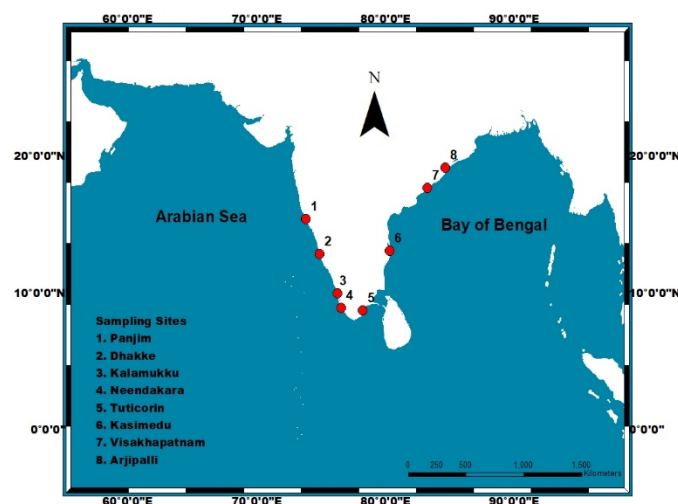 60°0'0"E 70°0'0"E 80°0'0"E 90°0'0"E
N
20°0'0"N 20°0'0"N
8
7
1
Arabian Sea
Bay of Bengal
2
6
3
10°0'0"N 10°0'0"N
4
5
Sampling Sites
1. Panjim
2. Dhakke
3. Kalamukku
4. Neendakara
5. Tuticorin
6. Kasimedu
7. Visakhapatnam
8. Arjipalli
0°0'0" 0°0'0"
0 250 500 1,000 1,500
Kilometers
60°0'0"E 70°0'0"E 80°0'0"E 90°0'0"E